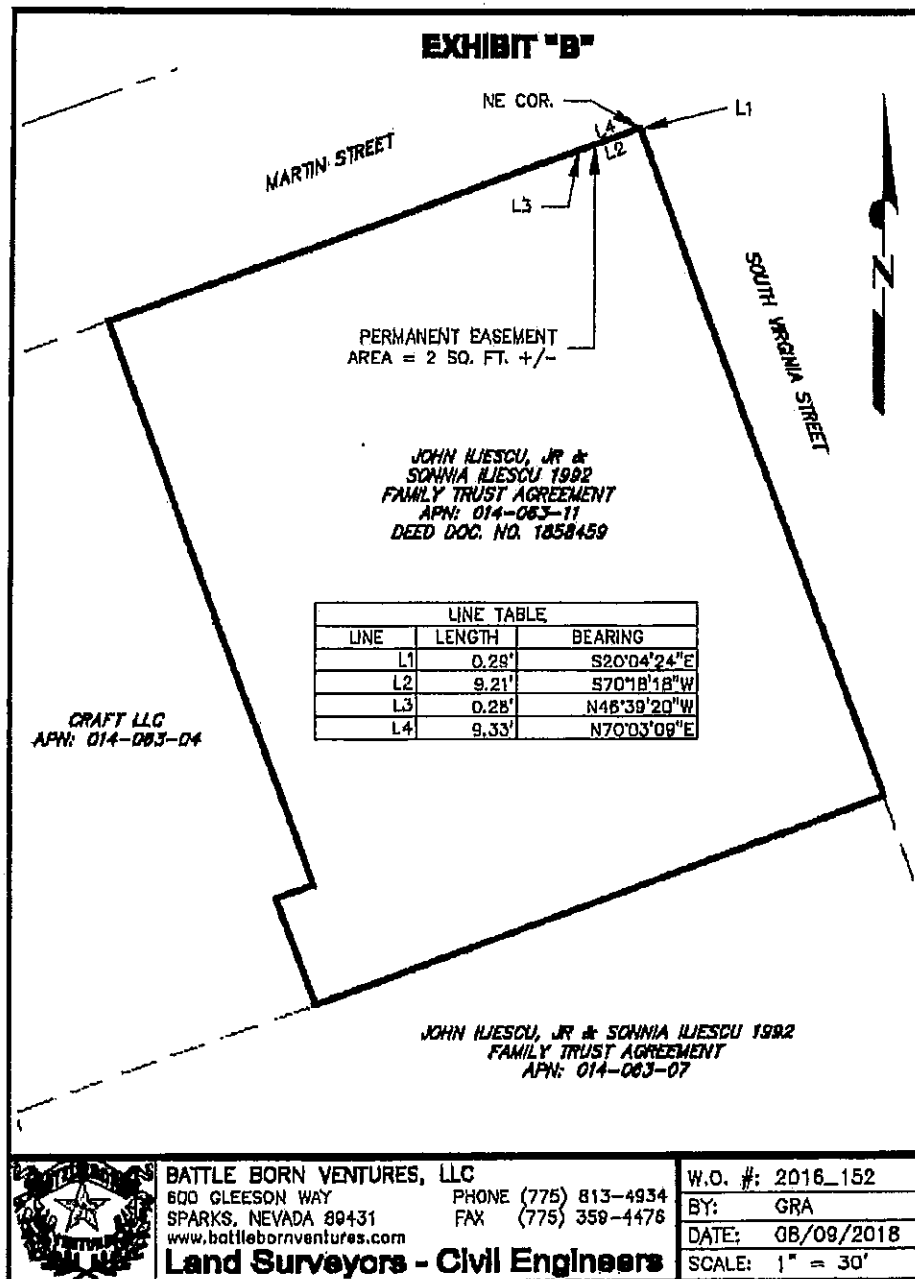 EXHIBIT "B"
NE COR.
L1
L4
L2
L3
MARTIN STREET
SOUTH VIRGINIA STREET
N
PERMANENT EASEMENT
AREA = 2 SQ. FT. +/-
JOHN ILIESCU, JR &
SONNIA ILIESCU 1992
FAMILY TRUST AGREEMENT
APN: 014-063-11
DEED DOC. NO. 1858459
LINE TABLE
LINE LENGTH BEARING
L1 0.29' S20°04'24"E
L2 9.21' S70°18'18"W
L3 0.28' N46°39'20"W
L4 9.33' N70°03'09"E
CRAFT LLC
APN: 014-063-04
JOHN ILIESCU, JR & SONNIA ILIESCU 1992
FAMILY TRUST AGREEMENT
APN: 014-063-07
BATTLE BORN VENTURES, LLC
600 GLEESON WAY PHONE (775) 813-4934
SPARKS, NEVADA 89431 FAX (775) 359-4476
www.battlebornventures.com
Land Surveyors - Civil Engineers
W.O. #: 2016_152
BY: GRA
DATE: 08/09/2018
SCALE: 1" = 30'